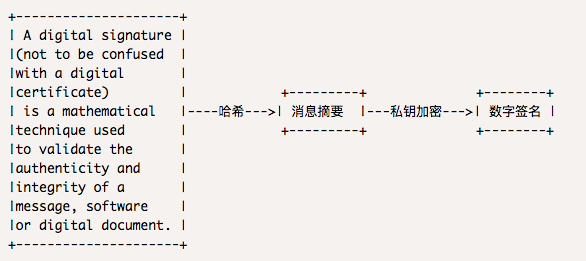 A digital signature
(not to be confused
with a digital
certificate)
is a mathematical
----哈希---> 消息摘要 ---私钥加密---> 数字签名
technique used
to validate the
authenticity and
integrity of a
message, software
or digital document.